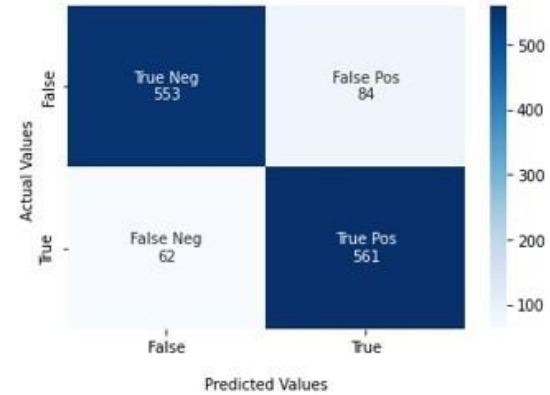 True Neg
553
False Pos
84
False Neg
62
True Pos
561
False
True
Actual Values
False
True
Predicted Values
500
400
300
200
100